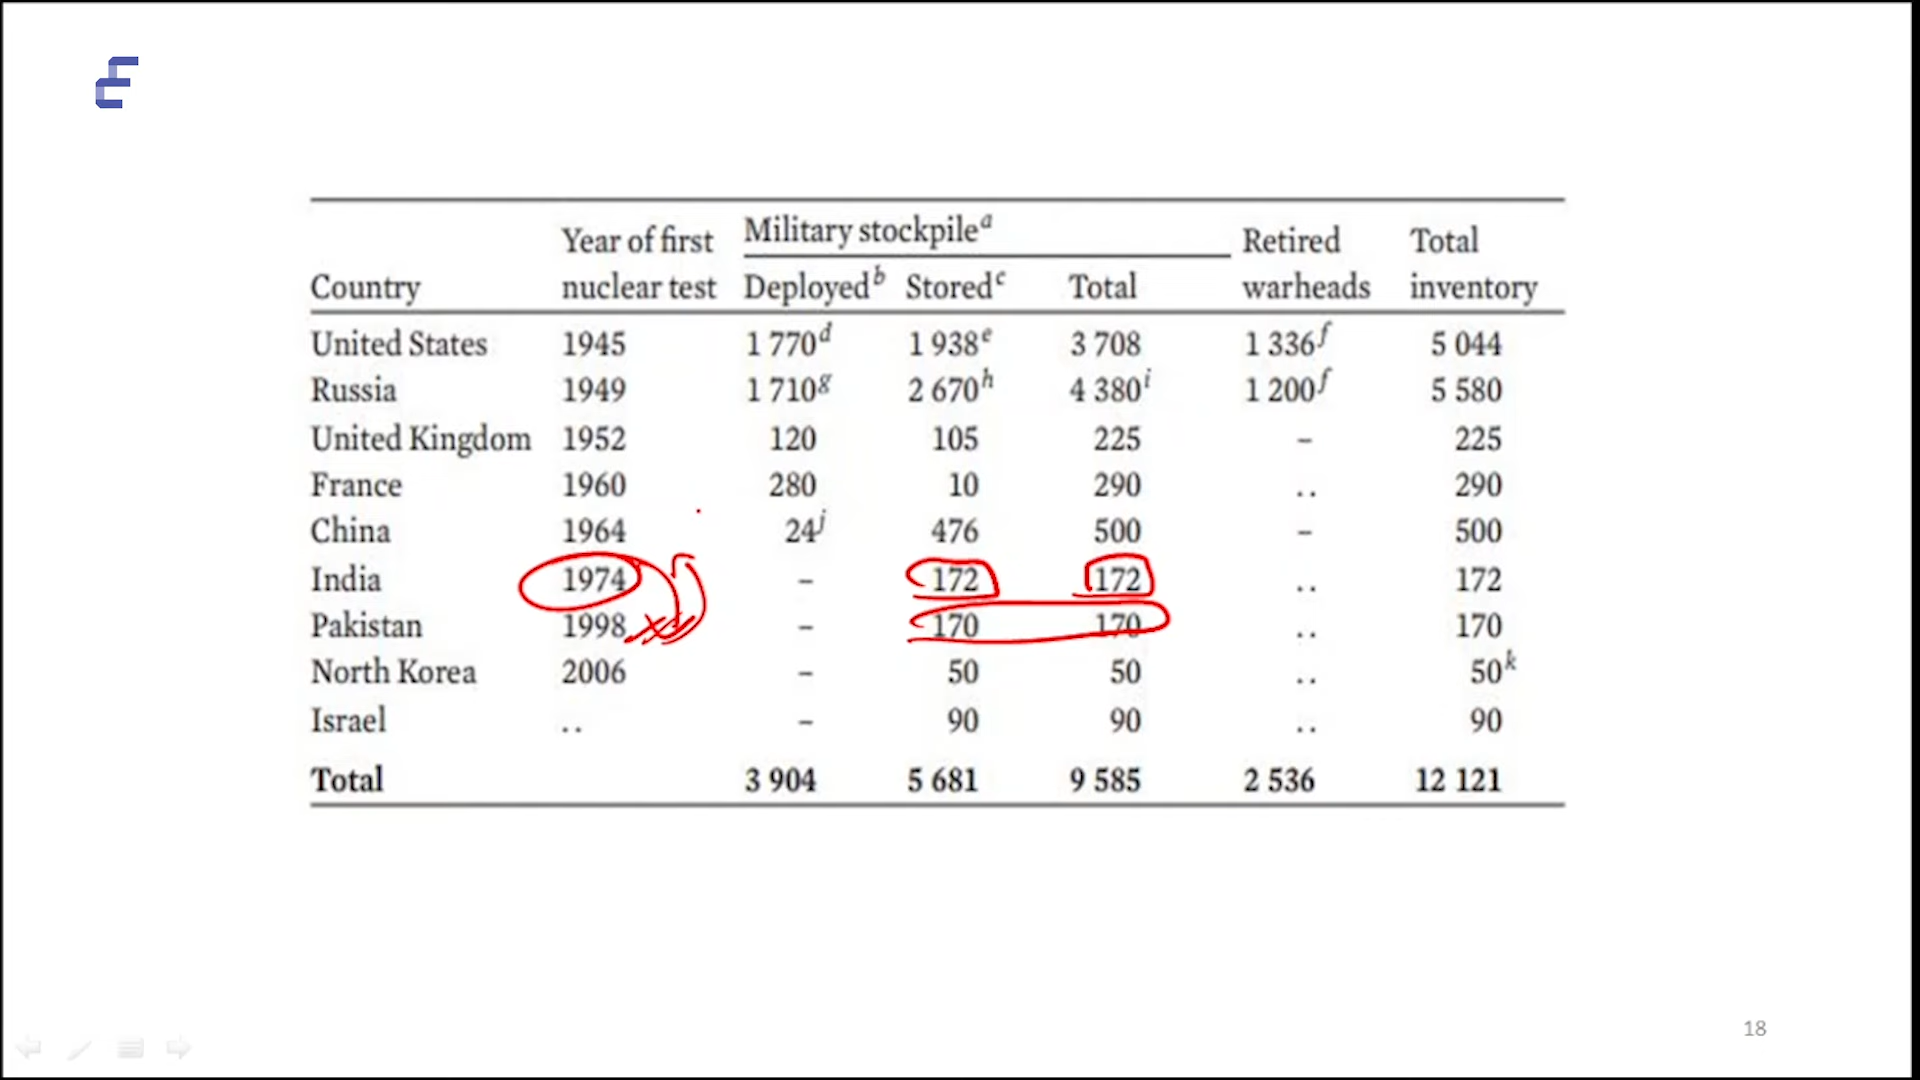 Year of first Military stockpile^a Retired Total
Country nuclear test Deployed^b Stored^c Total warheads inventory
United States 1945 1 770^d 1 938^e 3 708 1 336^f 5 044
Russia 1949 1 710^g 2 670^h 4 380^i 1 200^f 5 580
United Kingdom 1952 120 105 225 – 225
France 1960 280 10 290 .. 290
China 1964 24^j 476 500 – 500
India 1974 – 172 172 .. 172
Pakistan 1998 – 170 170 .. 170
North Korea 2006 – 50 50 .. 50^k
Israel .. – 90 90 .. 90
Total 3 904 5 681 9 585 2 536 12 121
18